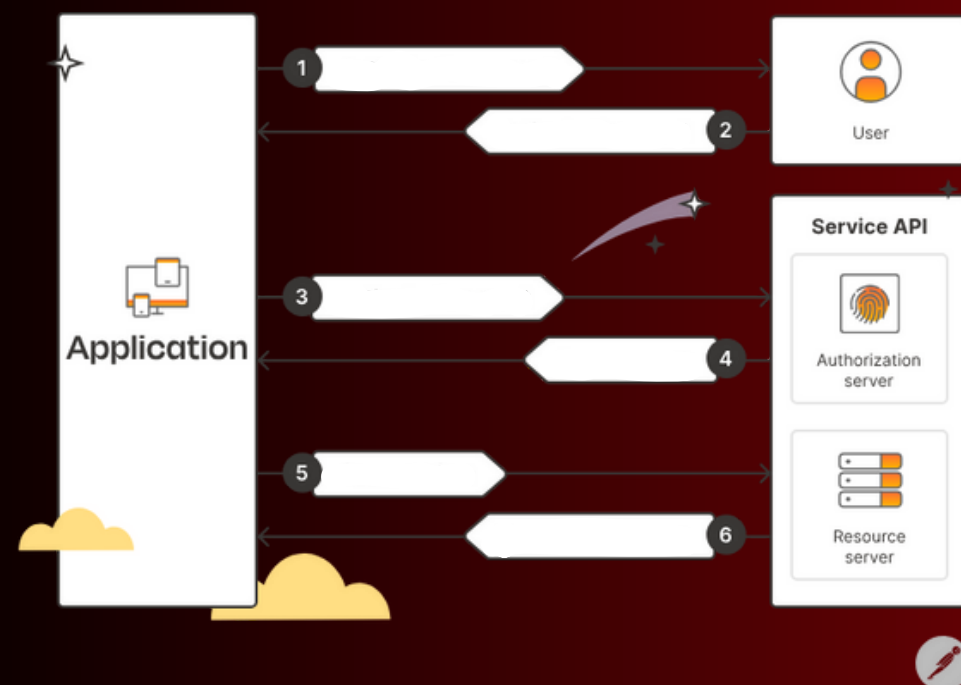 1
2
User
Service API
3
Application
4
Authorization
server
5
6
Resource
server